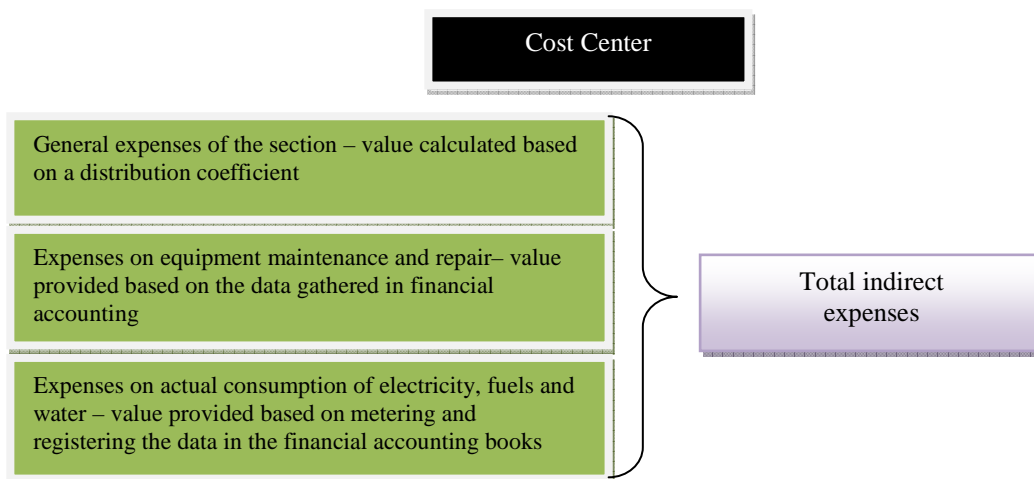 Cost Center
General expenses of the section – value calculated based
on a distribution coefficient
Expenses on equipment maintenance and repair– value
provided based on the data gathered in financial
accounting
Expenses on actual consumption of electricity, fuels and
water – value provided based on metering and
registering the data in the financial accounting books
Total indirect
expenses